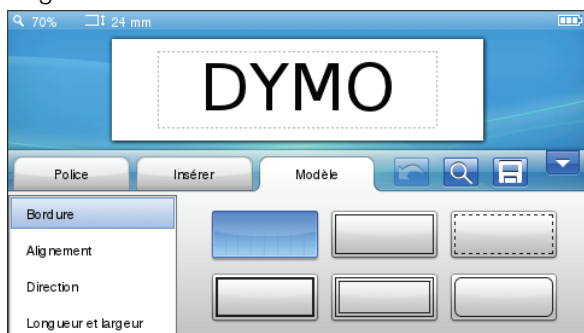 70% 24 mm
DYMO
Police Insérer Modèle
Bordure
Alignement
Direction
Longueur et largeur